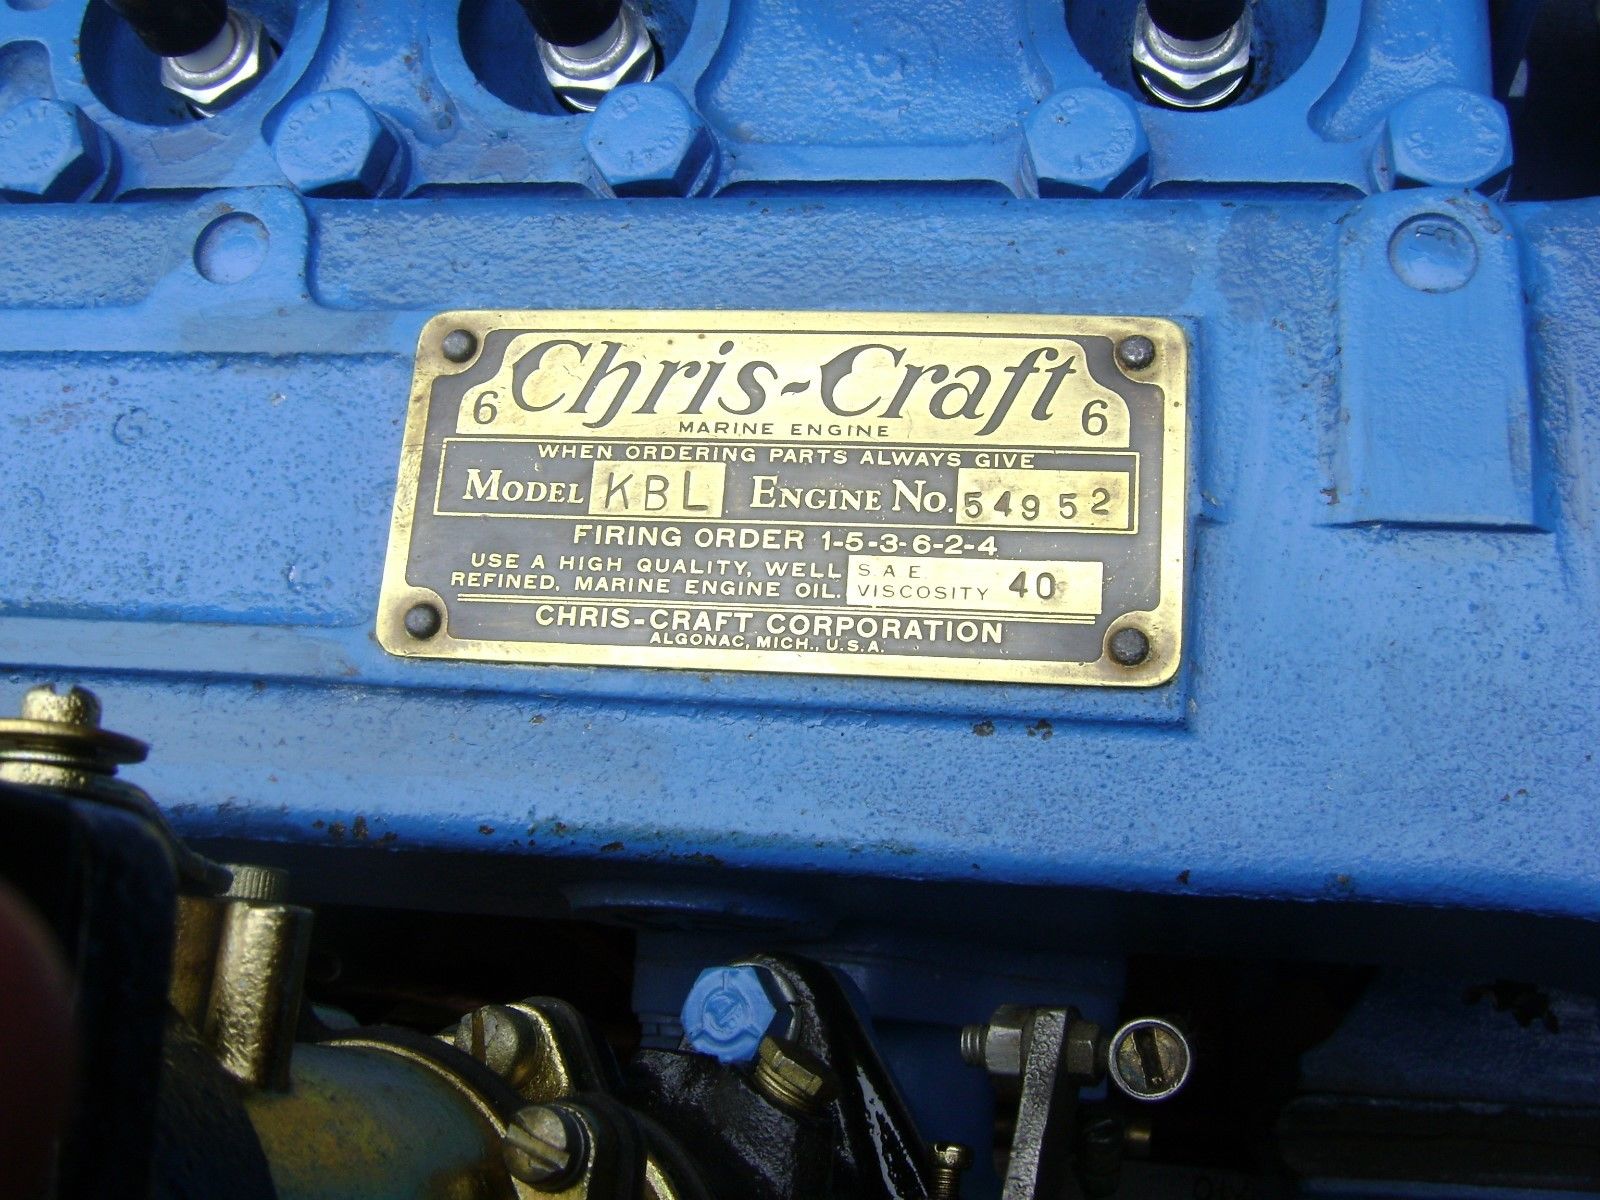 6 Chris-Craft 6
MARINE ENGINE
WHEN ORDERING PARTS ALWAYS GIVE
MODEL KBL ENGINE NO. 54952
FIRING ORDER 1-5-3-6-2-4
USE A HIGH QUALITY, WELL
REFINED, MARINE ENGINE OIL.
S.A.E.
VISCOSITY 40
CHRIS-CRAFT CORPORATION
ALGONAC, MICH., U.S.A.